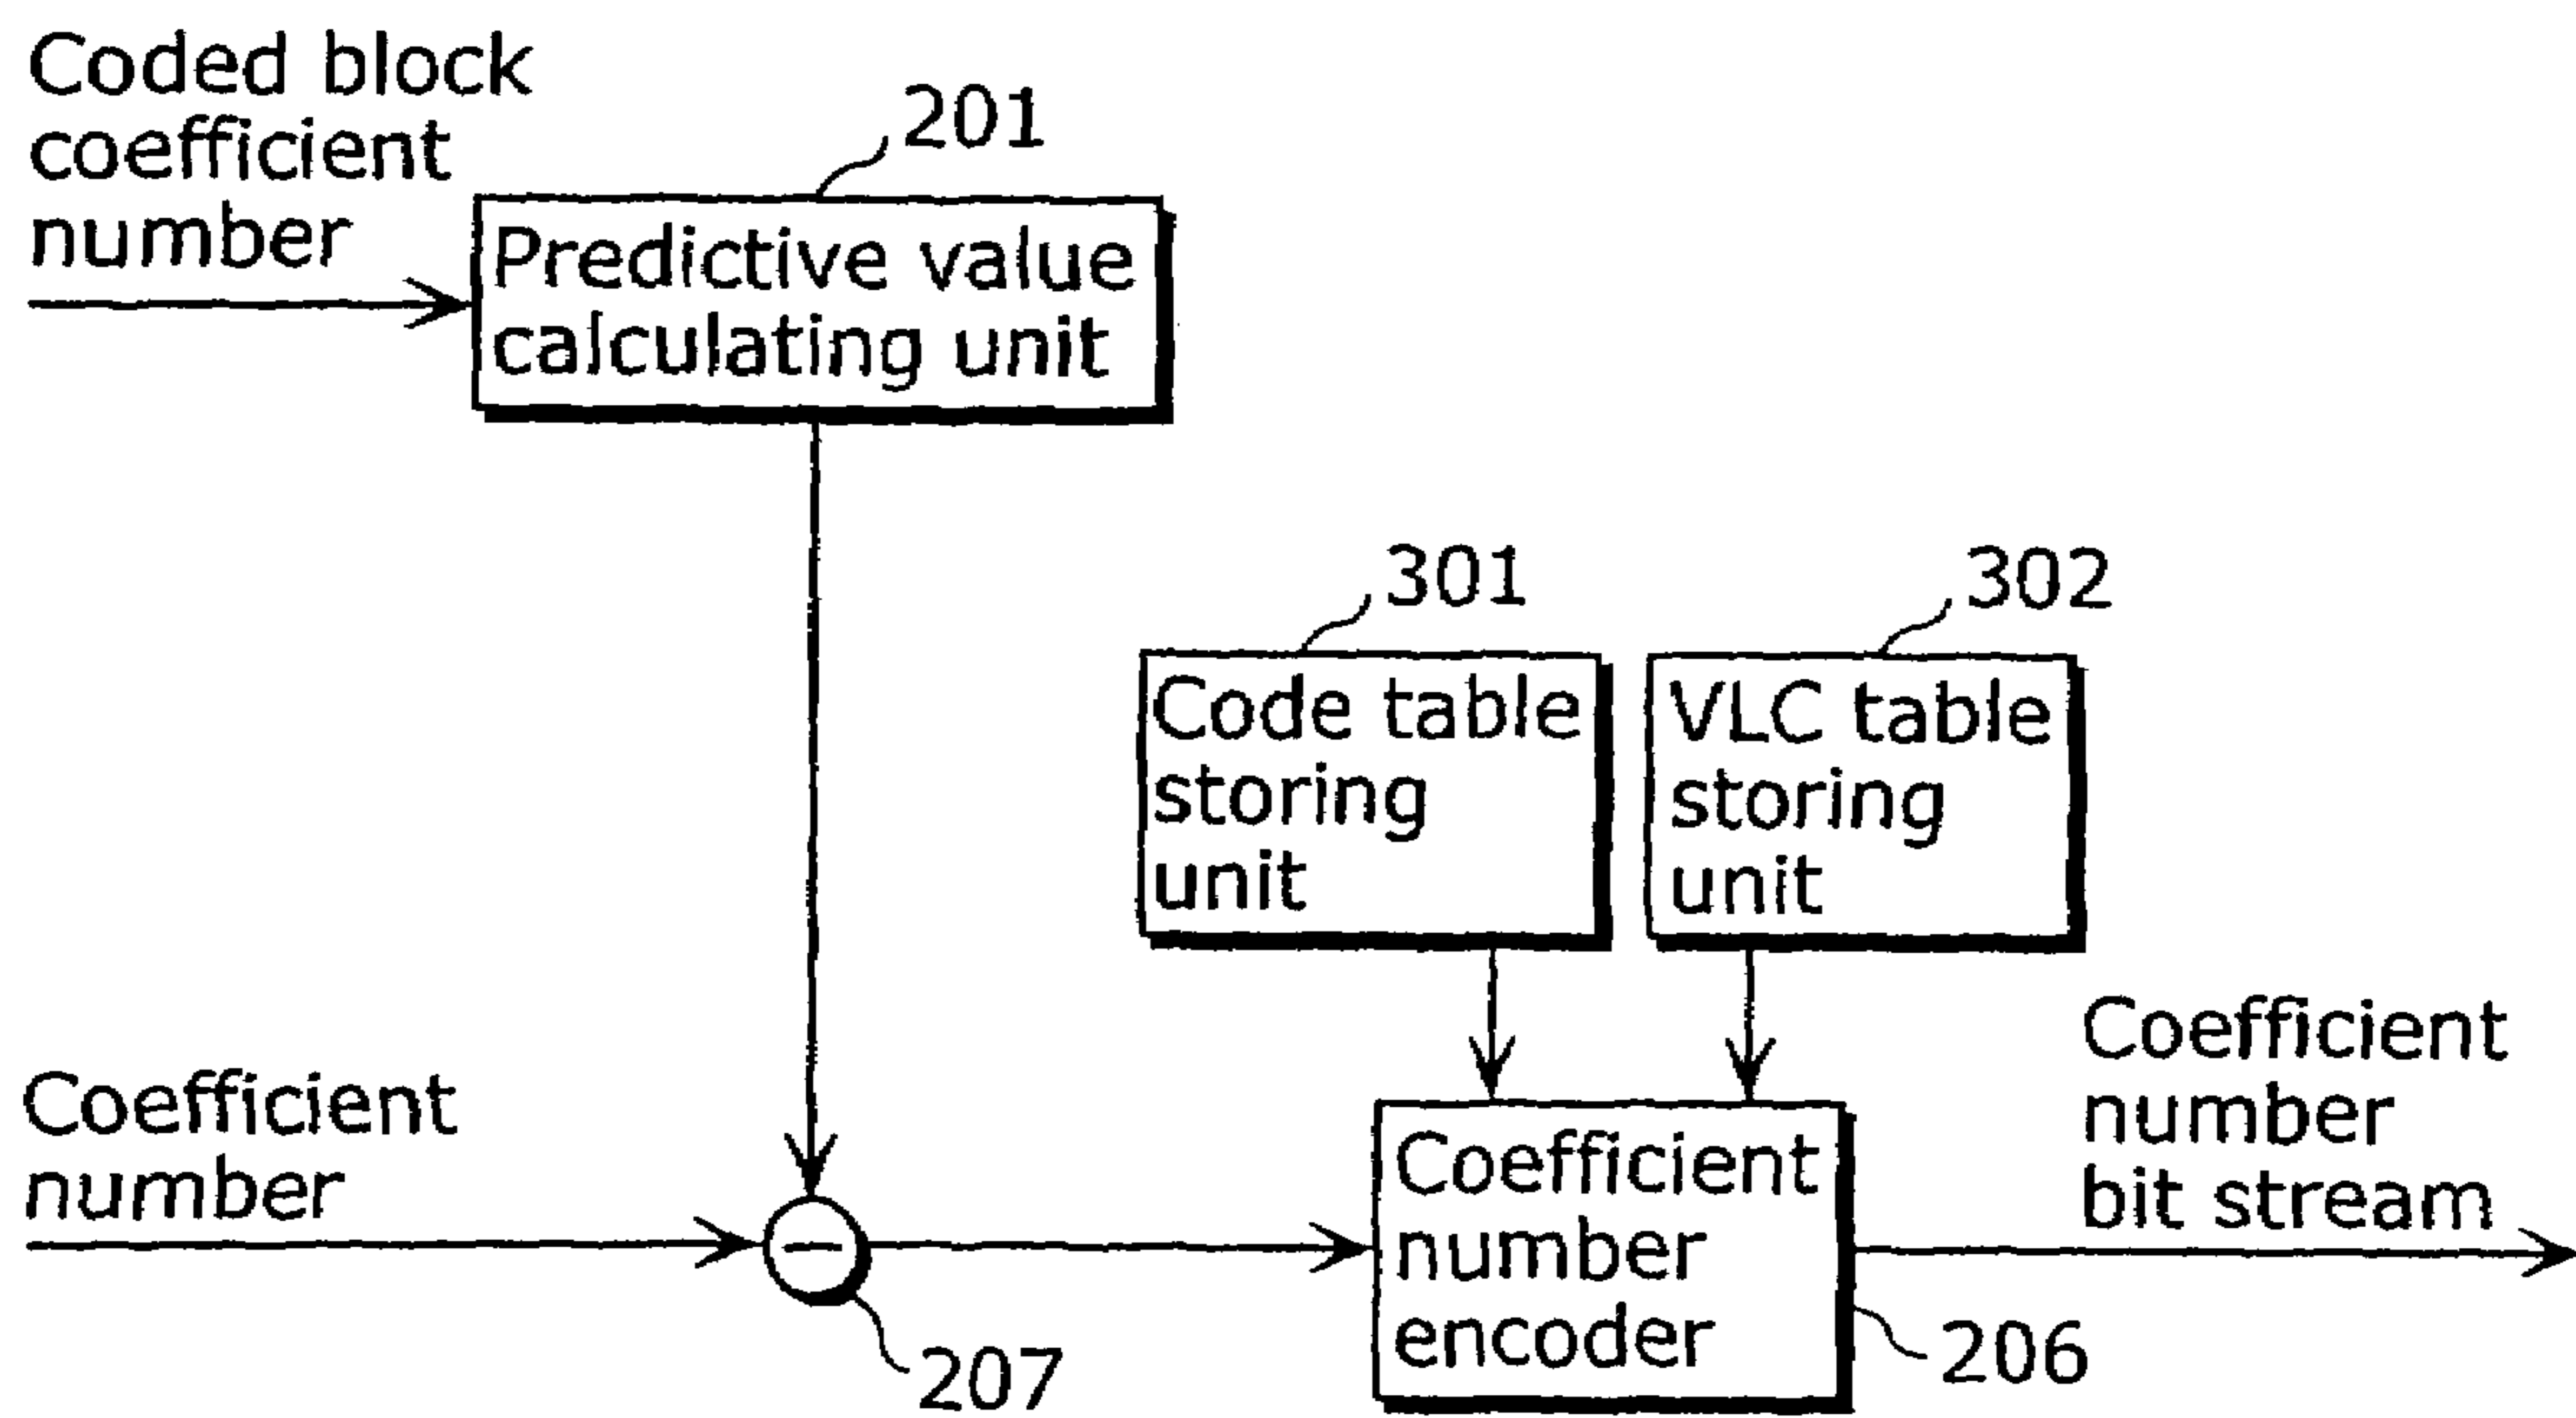 Coded block
coefficient
number
201
Predictive value
calculating unit
301
302
Code table
storing
unit
VLC table
storing
unit
Coefficient
number
Coefficient
number
encoder
Coefficient
number
bit stream
207
206